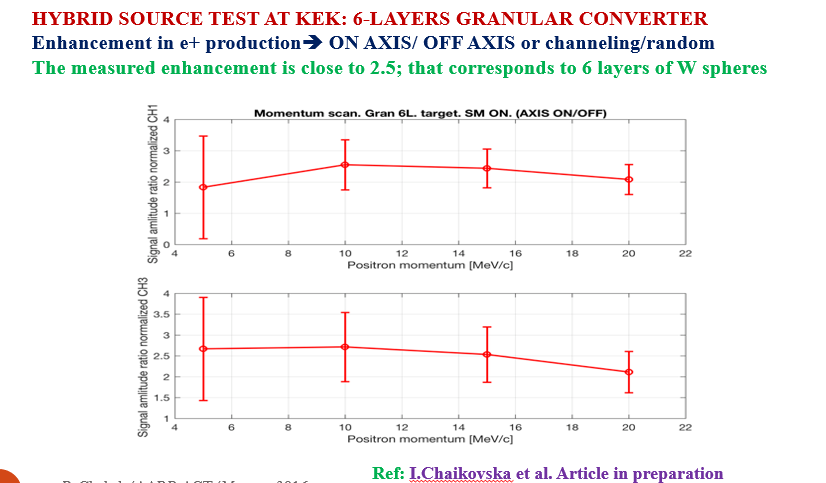 HYBRID SOURCE TEST AT KEK: 6-LAYERS GRANULAR CONVERTER
Enhancement in e+ production➔ ON AXIS/ OFF AXIS or channeling/random
The measured enhancement is close to 2.5; that corresponds to 6 layers of W spheres
Momentum scan. Gran 6L. target. SM ON. (AXIS ON/OFF)
Signal amlitude ratio normalized CH1
4
3
2
1
0
4 6 8 10 12 14 16 18 20 22
Positron momentum [MeV/c]
Signal amlitude ratio normalized CH3
4
3.5
3
2.5
2
1.5
1
4 6 8 10 12 14 16 18 20 22
Positron momentum [MeV/c]
Ref: I.Chaikovska et al. Article in preparation